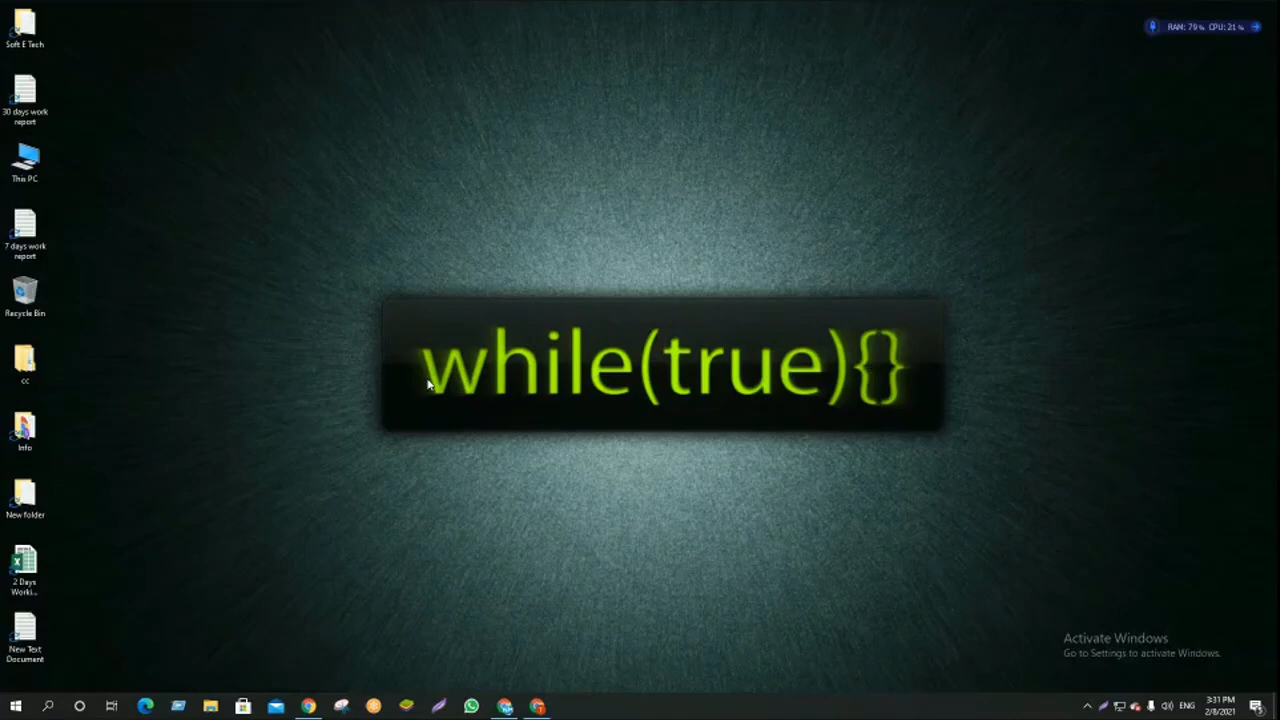 Soft E Tech
30 days work
report
This PC
7 days work
report
Recycle Bin
cc
Info
New folder
2 Days
Worki...
New Text
Document
RAM: 79% CPU: 21%
while(true){}
Activate Windows
Go to Settings to activate Windows.
ENG
3:31 PM
2/8/2021